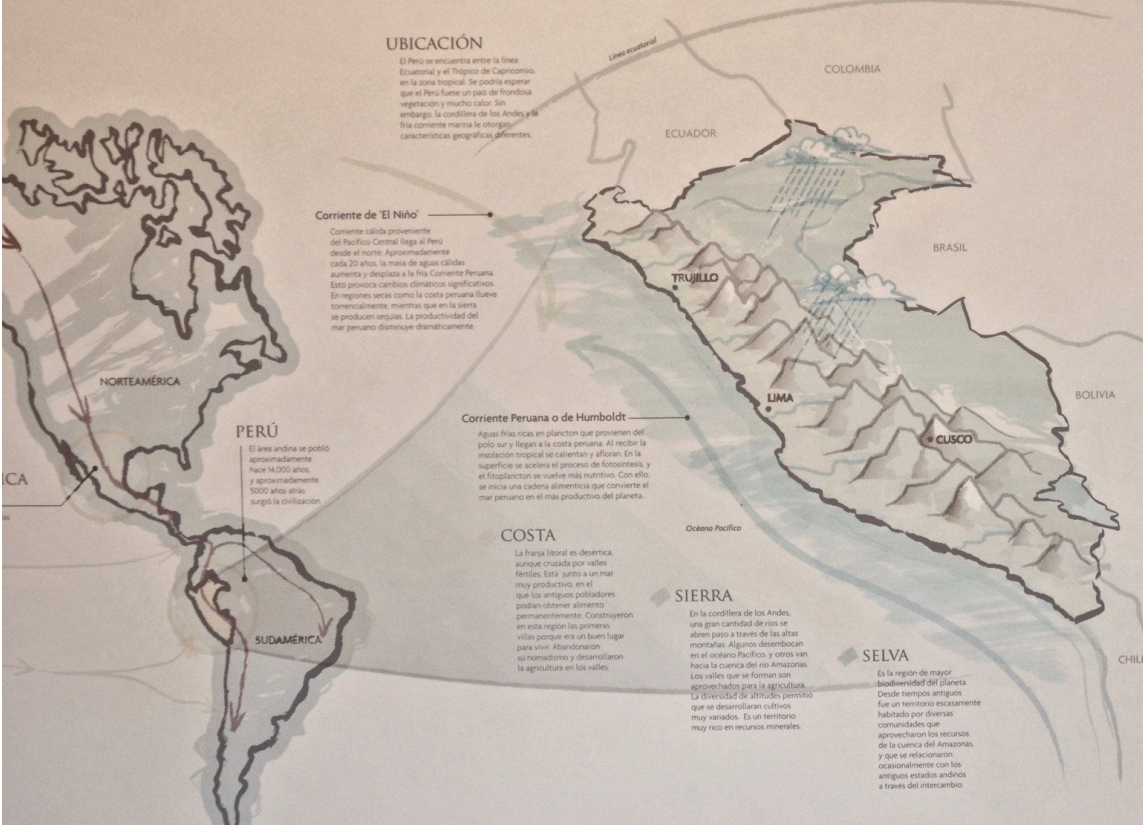 UBICACIÓN
El Perú se encuentra entre la línea
Ecuatorial y el Trópico de Capricornio,
en la zona tropical. Se podría esperar
que el Perú fuese un país de frondosa
vegetación y mucho calor. Sin
embargo, la cordillera de los Andes y la
fría corriente marina le otorgan
características geográficas diferentes.
Línea ecuatorial
COLOMBIA
ECUADOR
BRASIL
BOLIVIA
CHIL
TRUJILLO
LIMA
CUSCO
Corriente de 'El Niño'
Corriente cálida proveniente
del Pacífico Central llega al Perú
desde el norte. Aproximadamente
cada 20 años, la masa de aguas cálidas
aumenta y desplaza a la fría Corriente Peruana.
Esto provoca cambios climáticos significativos.
En regiones secas como la costa peruana llueve
torrencialmente, mientras que en la sierra
se producen sequías. La productividad del
mar peruano disminuye dramáticamente.
NORTEAMÉRICA
PERÚ
El área andina se pobló
aproximadamente
hace 14,000 años,
y aproximadamente
5000 años atrás
surgió la civilización.
ICA
SUDAMÉRICA
Corriente Peruana o de Humboldt
Aguas frías ricas en plancton que provienen del
polo sur y llegan a la costa peruana. Al recibir la
insolación tropical se calientan y afloran. En la
superficie se acelera el proceso de fotosíntesis, y
el fitoplancton se vuelve más nutritivo. Con ello,
se inicia una cadena alimenticia que convierte el
mar peruano en el más productivo del planeta.
Océano Pacífico
COSTA
La franja litoral es desértica,
aunque cruzada por valles
fértiles. Está junto a un mar
muy productivo, en el
que los antiguos pobladores
podían obtener alimento
permanentemente. Construyeron
en esta región las primeras
villas porque era un buen lugar
para vivir. Abandonaron
su nomadismo y desarrollaron
la agricultura en los valles.
SIERRA
En la cordillera de los Andes,
una gran cantidad de ríos se
abren paso a través de las altas
montañas. Algunos desembocan
en el océano Pacífico, y otros van
hacia la cuenca del río Amazonas.
Los valles que se forman son
aprovechados para la agricultura.
La diversidad de altitudes permitió
que se desarrollaran cultivos
muy variados. Es un territorio
muy rico en recursos minerales.
SELVA
Es la región de mayor
biodiversidad del planeta.
Desde tiempos antiguos
fue un territorio escasamente
habitado por diversas
comunidades que
aprovecharon los recursos
de la cuenca del Amazonas,
y que se relacionaron
ocasionalmente con los
antiguos estados andinos
a través del intercambio.